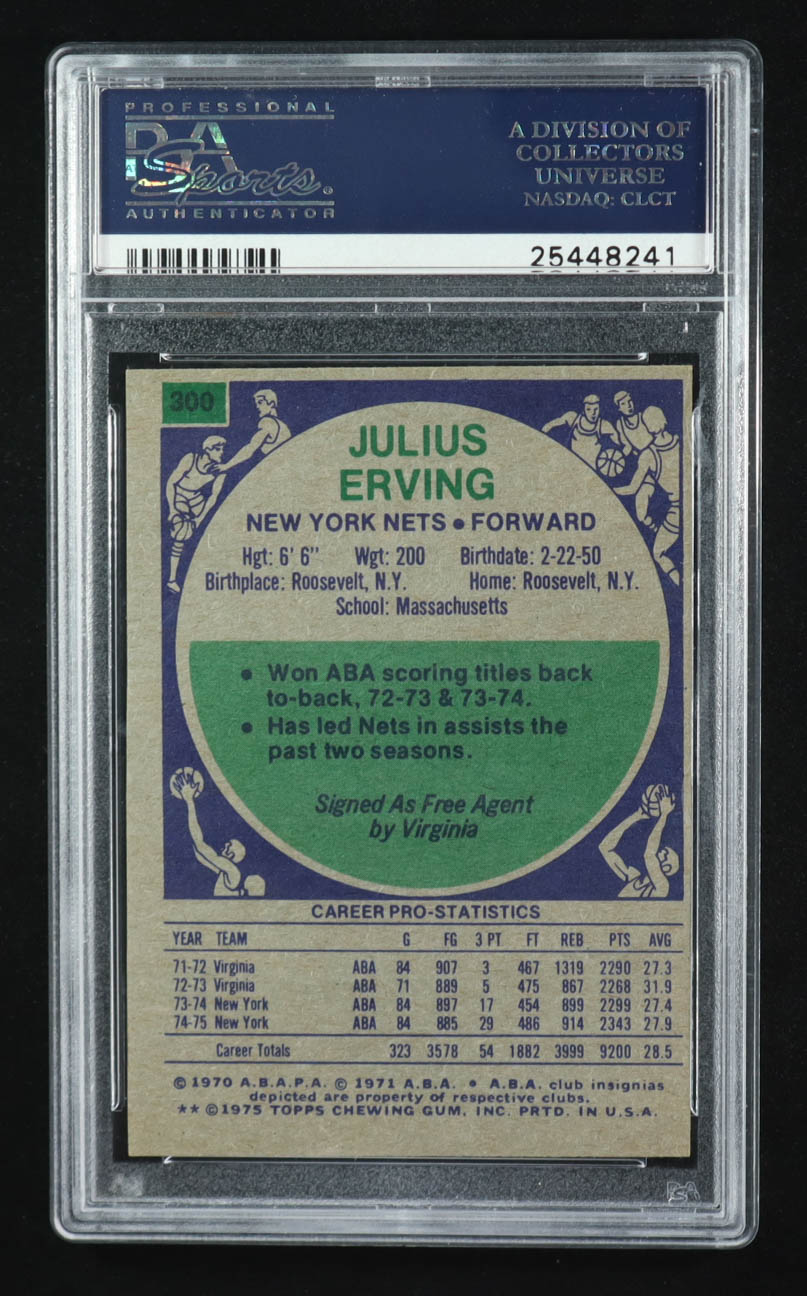 PROFESSIONAL
PSA
Sports®
AUTHENTICATOR
A DIVISION OF
COLLECTORS
UNIVERSE
NASDAQ: CLCT
25448241
300
JULIUS
ERVING
NEW YORK NETS • FORWARD
Hgt: 6' 6" Wgt: 200 Birthdate: 2-22-50
Birthplace: Roosevelt, N.Y. Home: Roosevelt, N.Y.
School: Massachusetts
• Won ABA scoring titles back
to-back, 72-73 & 73-74.
• Has led Nets in assists the
past two seasons.
Signed As Free Agent
by Virginia
CAREER PRO-STATISTICS
YEAR TEAM G FG 3 PT FT REB PTS AVG
71-72 Virginia ABA 84 907 3 467 1319 2290 27.3
72-73 Virginia ABA 71 889 5 475 867 2268 31.9
73-74 New York ABA 84 897 17 454 899 2299 27.4
74-75 New York ABA 84 885 29 486 914 2343 27.9
Career Totals 323 3578 54 1882 3999 9200 28.5
© 1970 A.B.A.P.A. © 1971 A.B.A. • A.B.A. club insignias
depicted are property of respective clubs.
** © 1975 TOPPS CHEWING GUM, INC. PRTD. IN U.S.A.
PSA